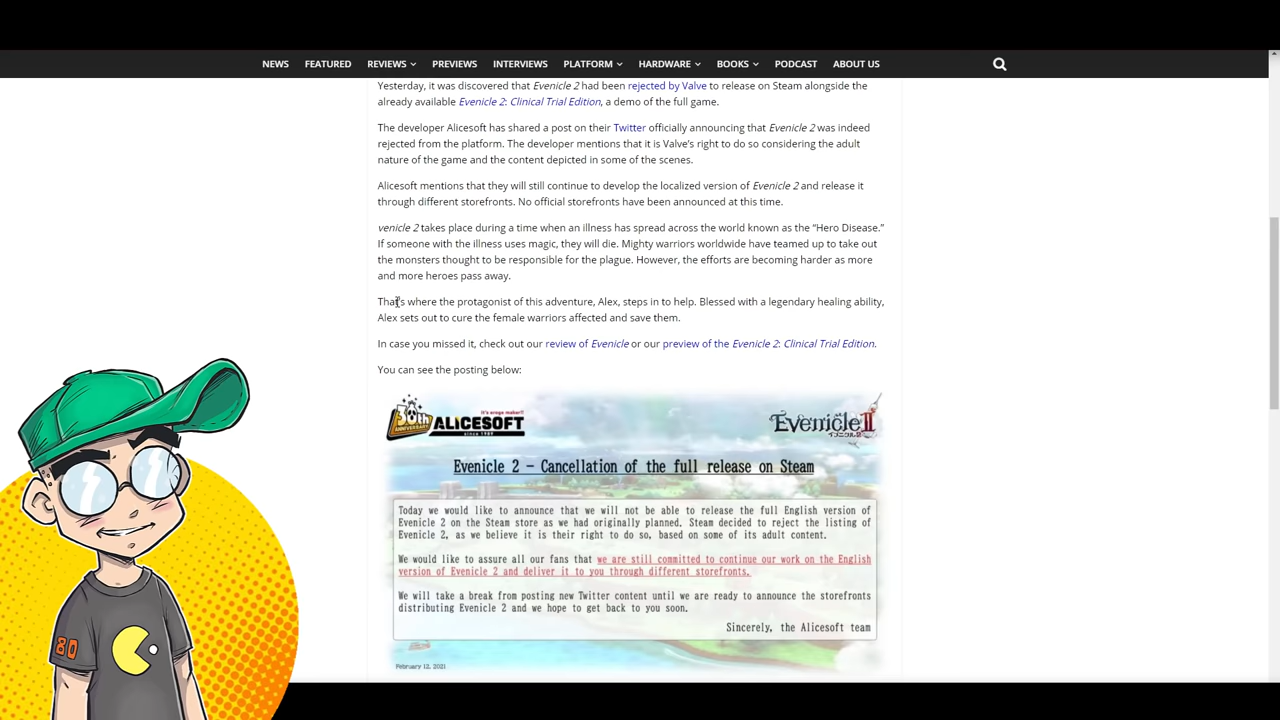 NEWS FEATURED REVIEWS PREVIEWS INTERVIEWS PLATFORM HARDWARE BOOKS PODCAST ABOUT US
Yesterday, it was discovered that Evenicle 2 had been rejected by Valve to release on Steam alongside the
already available Evenicle 2: Clinical Trial Edition, a demo of the full game.
The developer Alicesoft has shared a post on their Twitter officially announcing that Evenicle 2 was indeed
rejected from the platform. The developer mentions that it is Valve's right to do so considering the adult
nature of the game and the content depicted in some of the scenes.
Alicesoft mentions that they will still continue to develop the localized version of Evenicle 2 and release it
through different storefronts. No official storefronts have been announced at this time.
venicle 2 takes place during a time when an illness has spread across the world known as the “Hero Disease.”
If someone with the illness uses magic, they will die. Mighty warriors worldwide have teamed up to take out
the monsters thought to be responsible for the plague. However, the efforts are becoming harder as more
and more heroes pass away.
That's where the protagonist of this adventure, Alex, steps in to help. Blessed with a legendary healing ability,
Alex sets out to cure the female warriors affected and save them.
In case you missed it, check out our review of Evenicle or our preview of the Evenicle 2: Clinical Trial Edition.
You can see the posting below:
it's eroge maker!!
30th ALICESOFT
ANNIVERSARY since 1989
Evenicle II
イブニクル2
Evenicle 2 - Cancellation of the full release on Steam
Today we would like to announce that we will not be able to release the full English version of
Evenicle 2 on the Steam store as we had originally planned. Steam decided to reject the listing of
Evenicle 2, as we believe it is their right to do so, based on some of its adult content.
We would like to assure all our fans that we are still committed to continue our work on the English
version of Evenicle 2 and deliver it to you through different storefronts.
We will take a break from posting new Twitter content until we are ready to announce the storefronts
distributing Evenicle 2 and we hope to get back to you soon.
Sincerely, the Alicesoft team
February 12, 2021
80